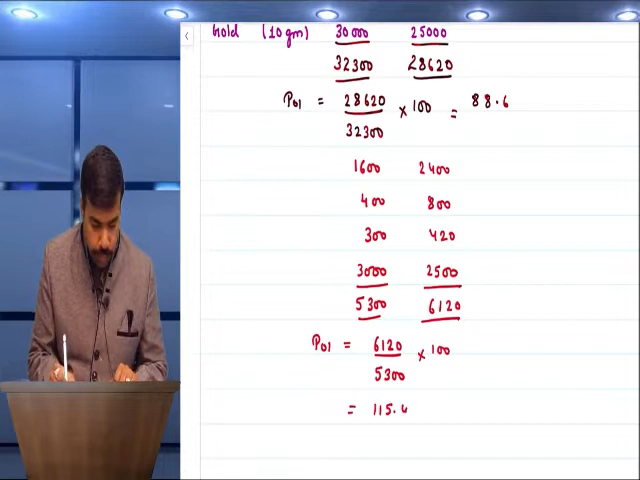 Gold (10 gm) 30000 25000
32300 28620
P01 = 28620 / 32300 × 100 = 88.6
1600 2400
400 800
300 420
3000 2500
5300 6120
P01 = 6120 / 5300 × 100
= 115.4